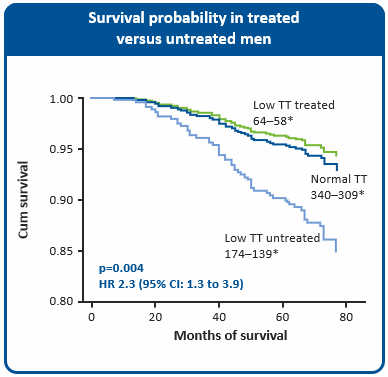 Survival probability in treated
versus untreated men
Cum survival
1.00
0.95
0.90
0.85
0.80
Low TT treated
64–58*
Normal TT
340–309*
Low TT untreated
174–139*
p=0.004
HR 2.3 (95% CI: 1.3 to 3.9)
0
20
40
60
80
Months of survival